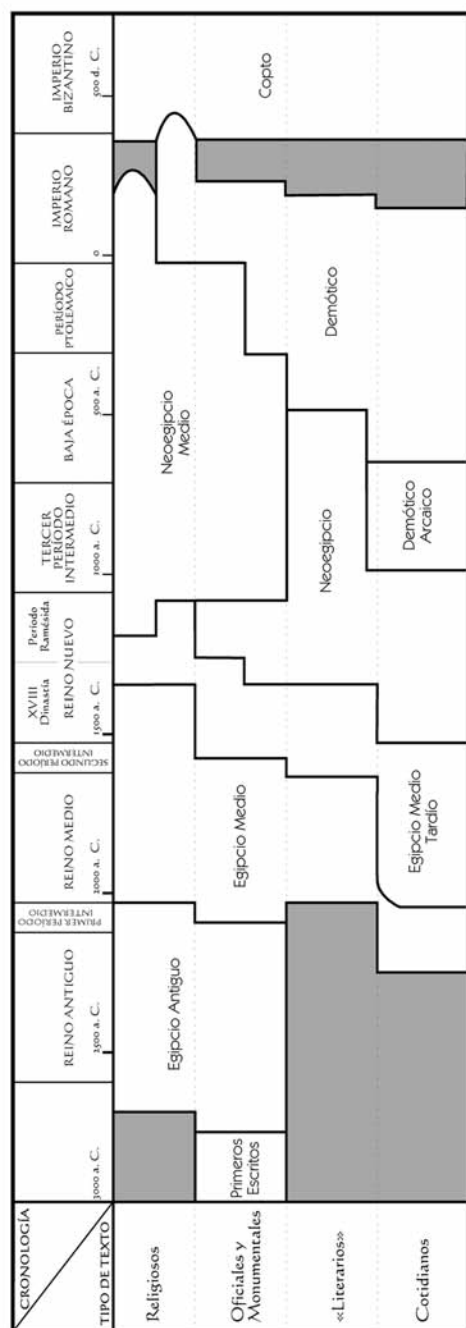 CRONOLOGÍA
TIPO DE TEXTO
3000 a. C.
REINO ANTIGUO
2500 a. C.
PRIMER PERÍODO
INTERMEDIO
REINO MEDIO
2000 a. C.
SEGUNDO PERÍODO
INTERMEDIO
XVIII
Dinastía
Período
Ramésida
REINO NUEVO
1500 a. C.
TERCER
PERÍODO
INTERMEDIO
1000 a. C.
BAJA ÉPOCA
500 a. C.
PERÍODO
PTOLEMAICO
IMPERIO
ROMANO
0
IMPERIO
BIZANTINO
500 d. C.
Religiosos
Egipcio Antiguo
Neoegipcio
Medio
Copto
Oficiales y
Monumentales
Primeros
Escritos
Egipcio Medio
«Literarios»
Neoegipcio
Demótico
Cotidianos
Egipcio Medio
Tardío
Demótico
Arcaico